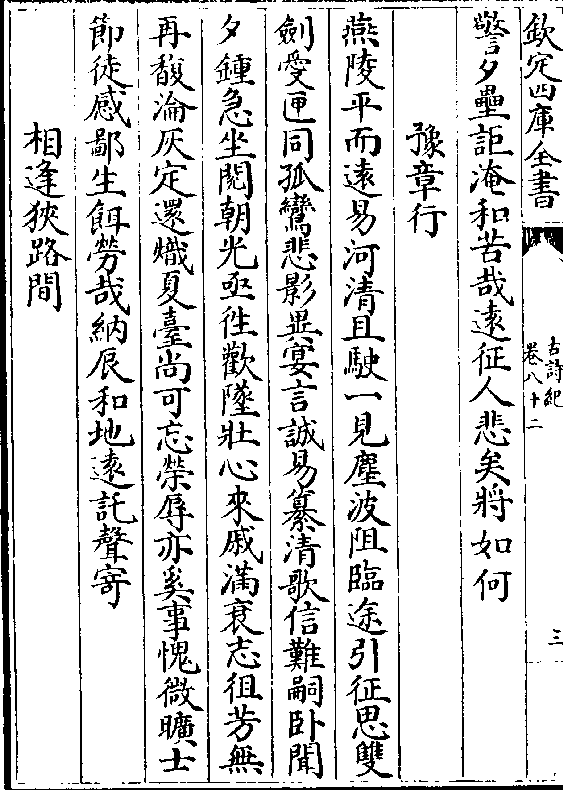 欽定四庫全書
古詩紀
卷八十二
三
警夕壘詎淹和苦哉遠征人悲矣將如何
豫章行
燕陵平而遠易河清且駛一見塵波阻臨途引征思雙
劍愛匣同孤鸞悲影異宴言誠易纂清歌信難嗣卧聞
夕鍾急坐閱朝光亟徃歡墜壯心來戚滿衰志徂芳無
再馥淪灰定還熾夏臺尚可忘榮辱亦奚事愧微曠士
節徒感鄙生餌勞哉納辰和地遠託聲寄
相逢狹路間